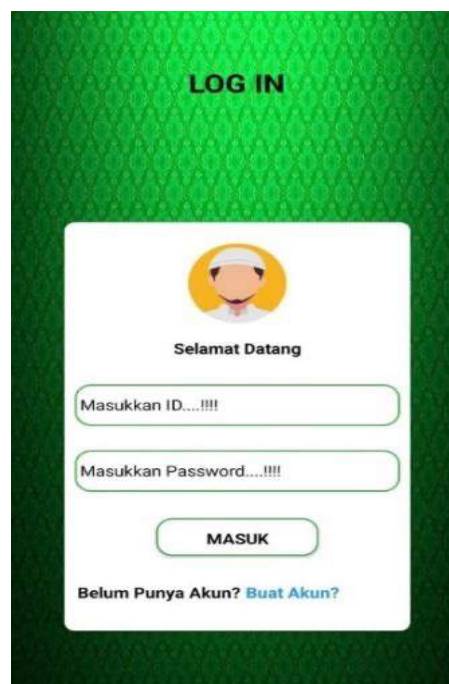 LOG IN
Selamat Datang
Masukkan ID....!!!!
Masukkan Password....!!!!
MASUK
Belum Punya Akun? Buat Akun?